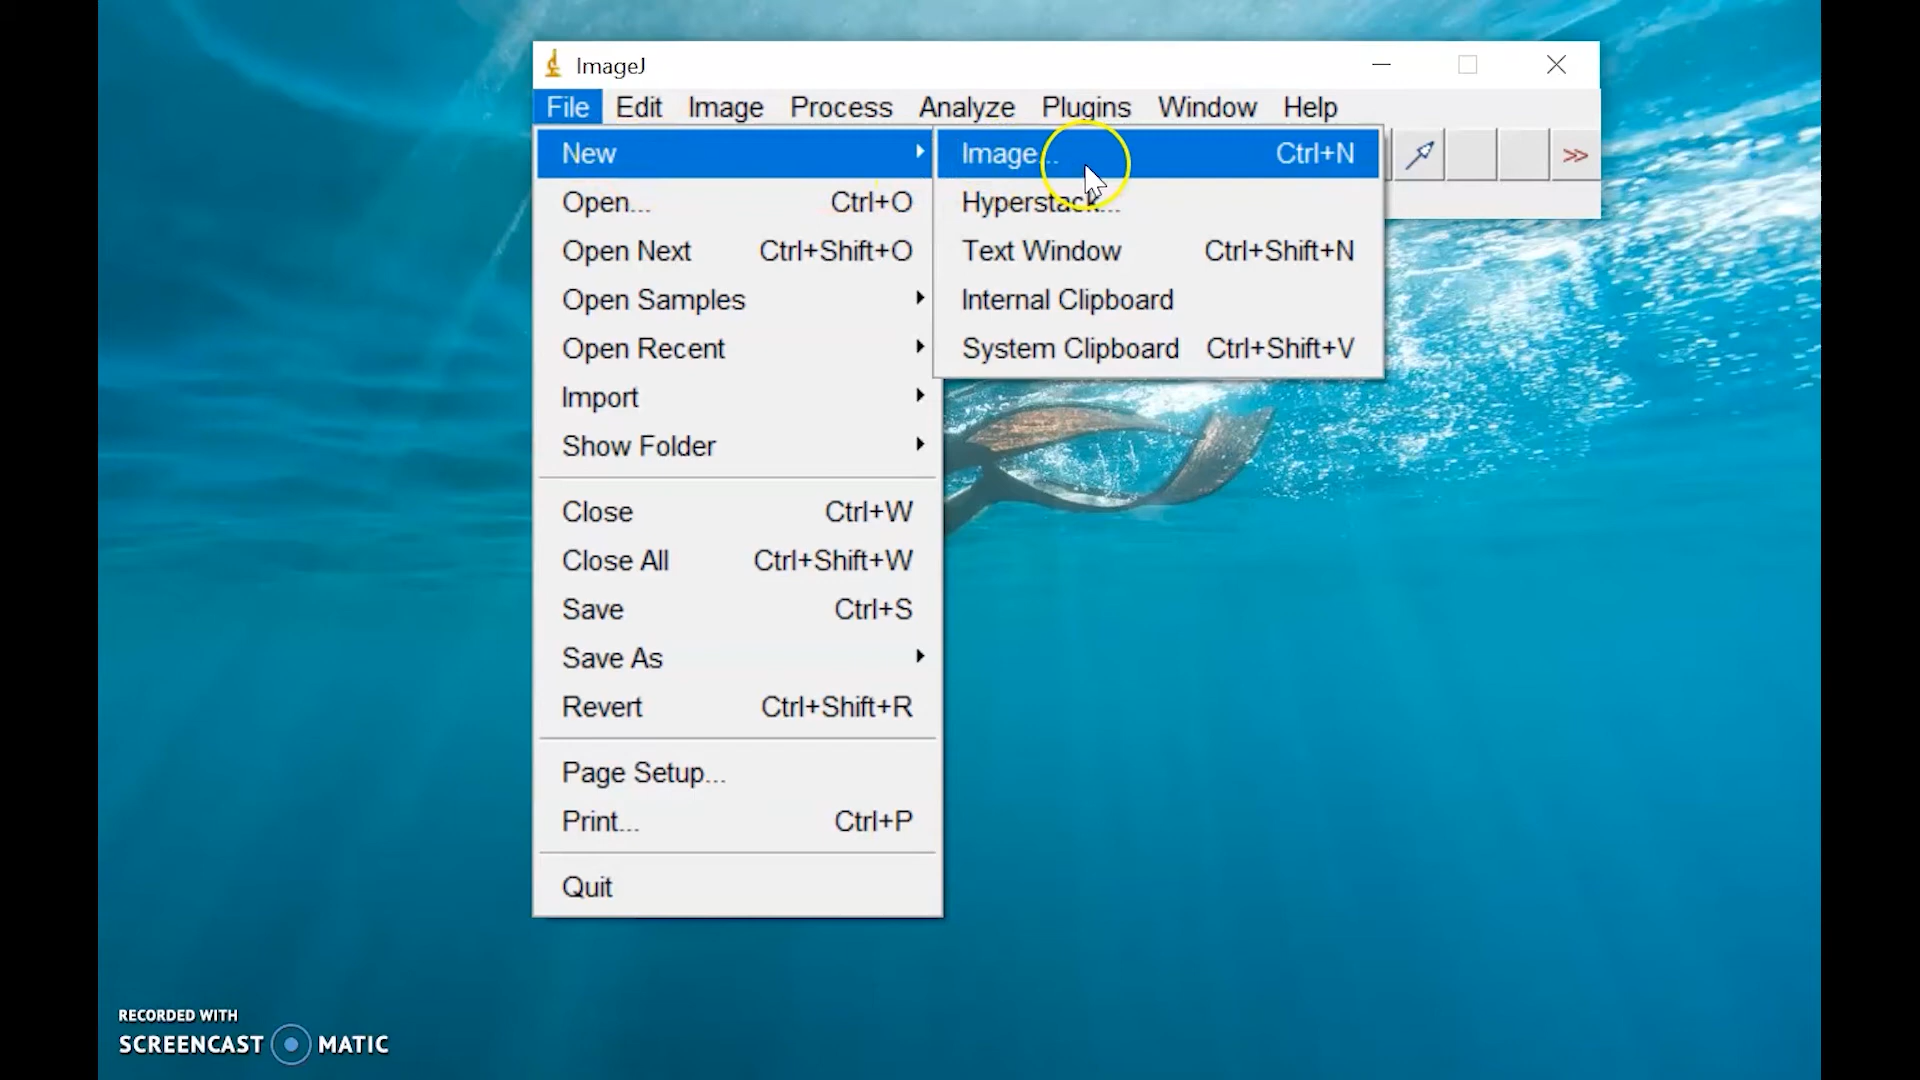 ImageJ
File Edit Image Process Analyze Plugins Window Help
New
Open... Ctrl+O
Open Next Ctrl+Shift+O
Open Samples
Open Recent
Import
Show Folder
Close Ctrl+W
Close All Ctrl+Shift+W
Save Ctrl+S
Save As
Revert Ctrl+Shift+R
Page Setup...
Print... Ctrl+P
Quit
Image... Ctrl+N
Hyperstack...
Text Window Ctrl+Shift+N
Internal Clipboard
System Clipboard Ctrl+Shift+V
>>
RECORDED WITH
SCREENCAST MATIC